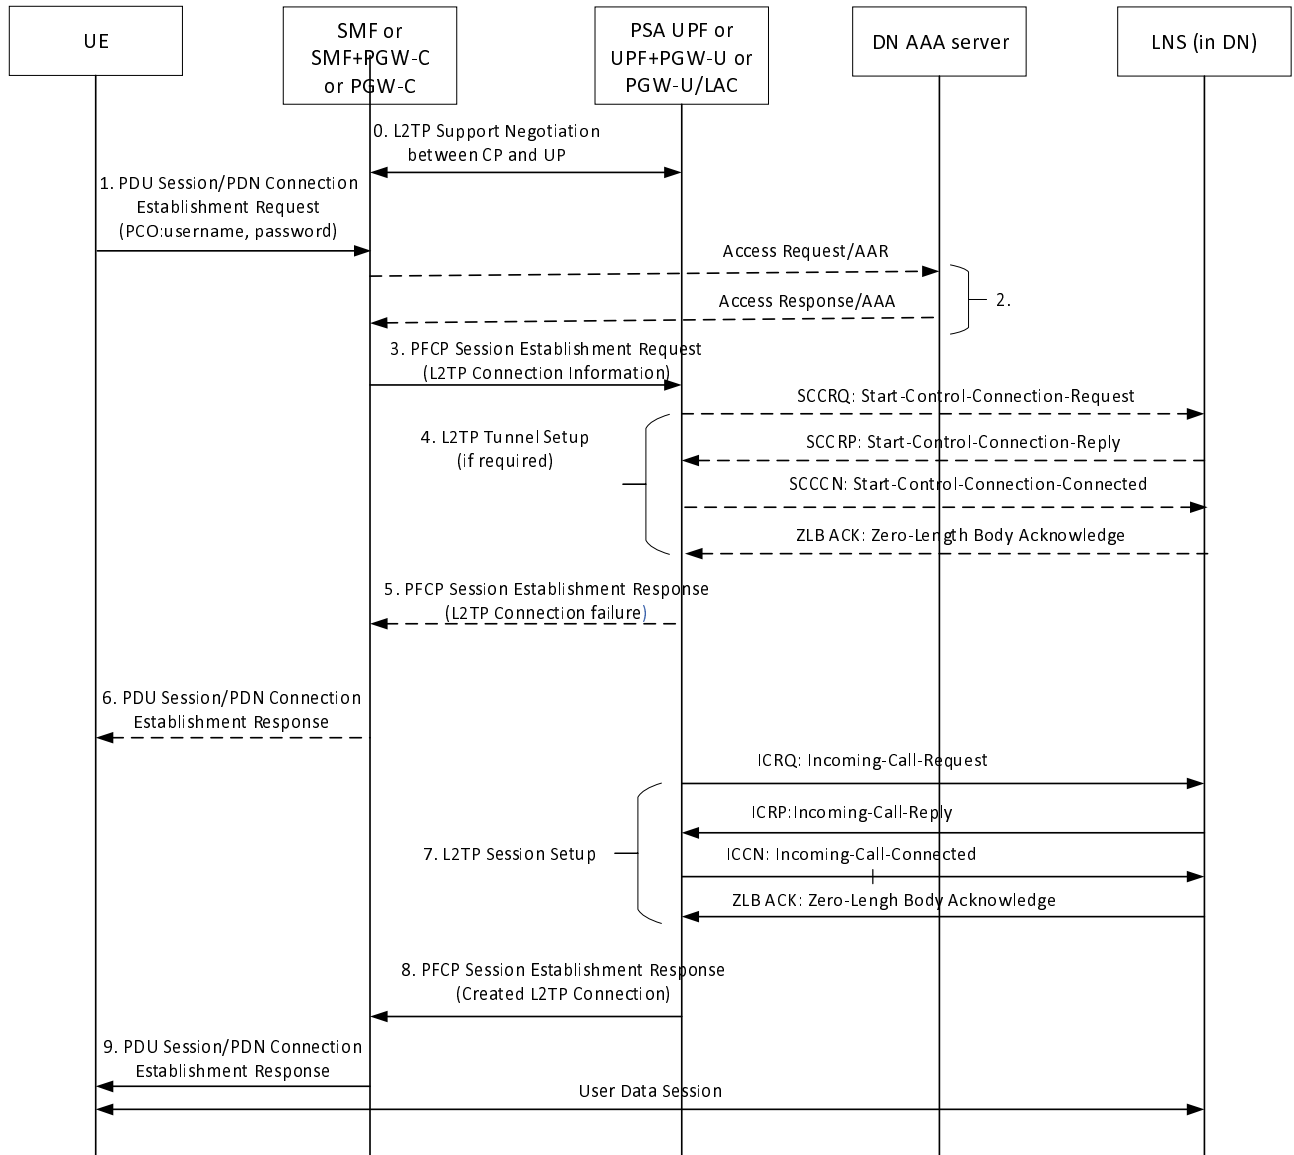 UE
SMF or
SMF+PGW-C
or PGW-C
PSA UPF or
UPF+PGW-U or
PGW-U/LAC
DN AAA server
LNS (in DN)
0. L2TP Support Negotiation
between CP and UP
1. PDU Session/PDN Connection
Establishment Request
(PCO:username, password)
Access Request/AAR
Access Response/AAA
2.
3. PFCP Session Establishment Request
(L2TP Connection Information)
SCCRQ: Start-Control-Connection-Request
4. L2TP Tunnel Setup
(if required)
SCCRP: Start-Control-Connection-Reply
SCCCN: Start-Control-Connection-Connected
ZLB ACK: Zero-Length Body Acknowledge
5. PFCP Session Establishment Response
(L2TP Connection failure)
6. PDU Session/PDN Connection
Establishment Response
ICRQ: Incoming-Call-Request
ICRP:Incoming-Call-Reply
7. L2TP Session Setup
ICCN: Incoming-Call-Connected
ZLB ACK: Zero-Lengh Body Acknowledge
8. PFCP Session Establishment Response
(Created L2TP Connection)
9. PDU Session/PDN Connection
Establishment Response
User Data Session